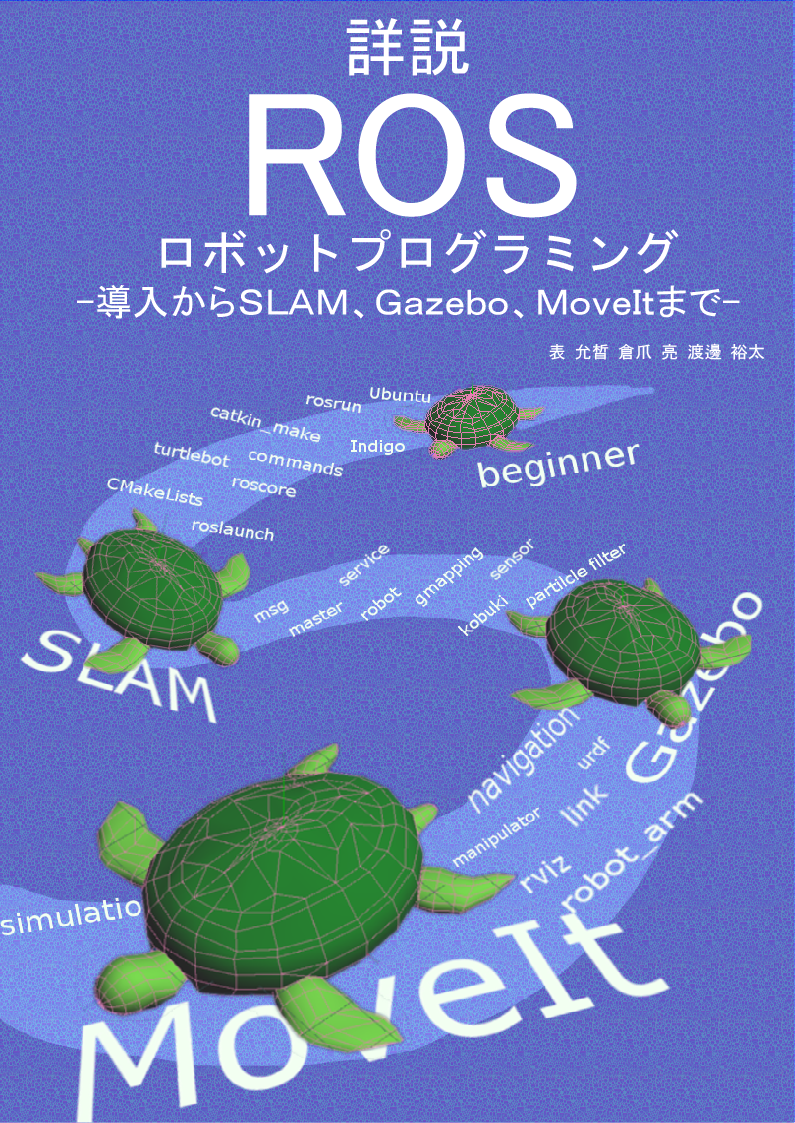 詳説
ROS
ロボットプログラミング
-導入からSLAM、Gazebo、MoveItまで-
表 允皙 倉爪 亮 渡邊 裕太
Ubuntu
rosrun
catkin_make
Indigo
beginner
turtlebot
commands
CMakeLists
roscore
roslaunch
service
sensor
gmapping
partilcle filter
msg
master
robot
kobuki
SLAM
Gazebo
navigation
urdf
link
manipulator
rviz
robot_arm
simulatio
MoveIt